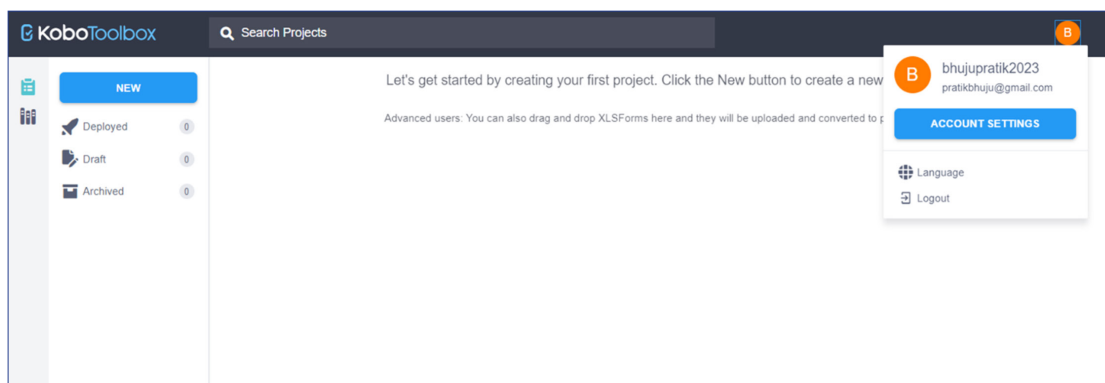 KoboToolbox
Search Projects
B
NEW
Deployed 0
Draft 0
Archived 0
Let's get started by creating your first project. Click the New button to create a new
Advanced users: You can also drag and drop XLSForms here and they will be uploaded and converted to
B
bhujupratik2023
pratikbhuju@gmail.com
ACCOUNT SETTINGS
Language
Logout